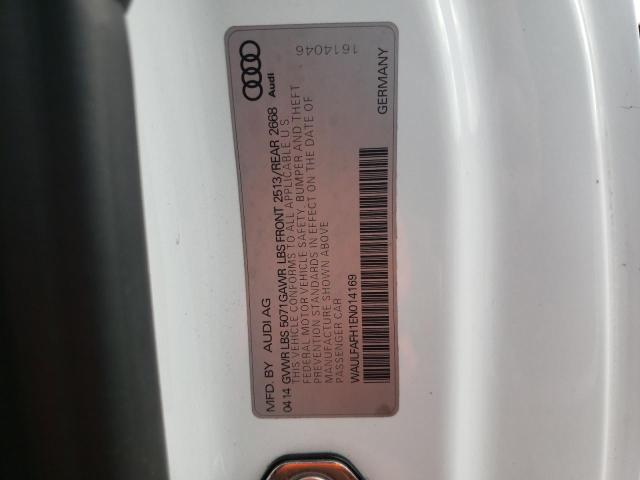 MFD. BY AUDI AG
Audi
04 14 GVWR LBS 5071 GAWR LBS FRONT 2513/REAR 2668
THIS VEHICLE CONFORMS TO ALL APPLICABLE U S
FEDERAL MOTOR VEHICLE SAFETY, BUMPER AND THEFT
PREVENTION STANDARDS IN EFFECT ON THE DATE OF
MANUFACTURE SHOWN ABOVE
PASSENGER CAR
1614046
WAULFAFH1EN014169
GERMANY